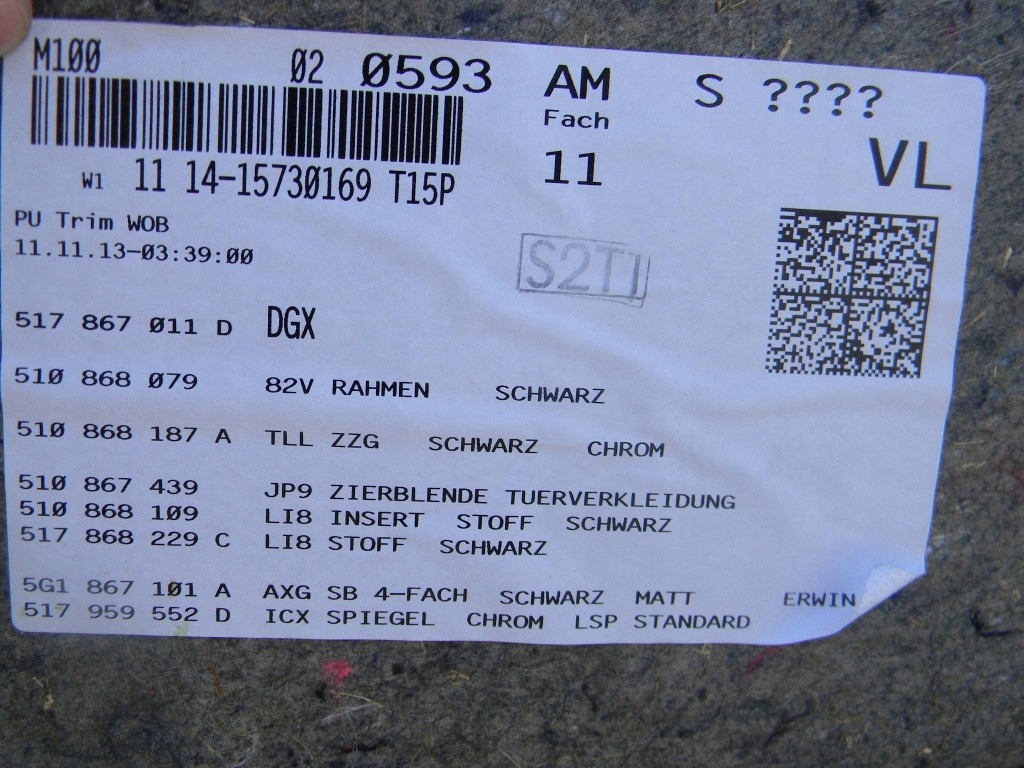 M100 02 0593 AM S ????
Fach
VL
W1 11 14-15730169 T15P 11
PU Trim WOB
11.11.13-03:39:00
S2T1
517 867 011 D DGX
510 868 079 82V RAHMEN SCHWARZ
510 868 187 A TLL ZZG SCHWARZ CHROM
510 867 439 JP9 ZIERBLENDE TUERVERKLEIDUNG
510 868 109 LI8 INSERT STOFF SCHWARZ
517 868 229 C LI8 STOFF SCHWARZ
5G1 867 101 A AXG SB 4-FACH SCHWARZ MATT ERWIN
517 959 552 D ICX SPIEGEL CHROM LSP STANDARD